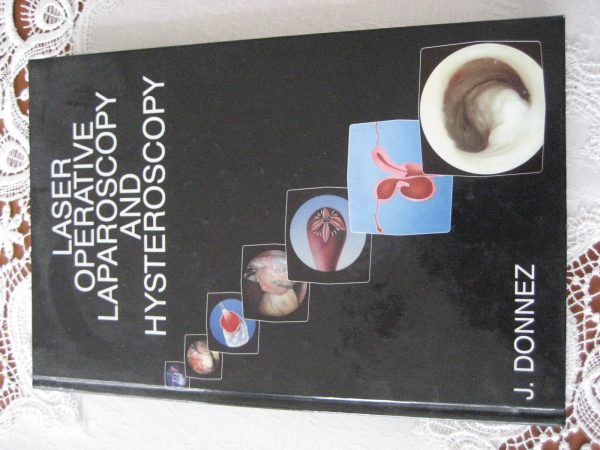 LASER
OPERATIVE
LAPAROSCOPY
AND
HYSTEROSCOPY
J. DONNEZ